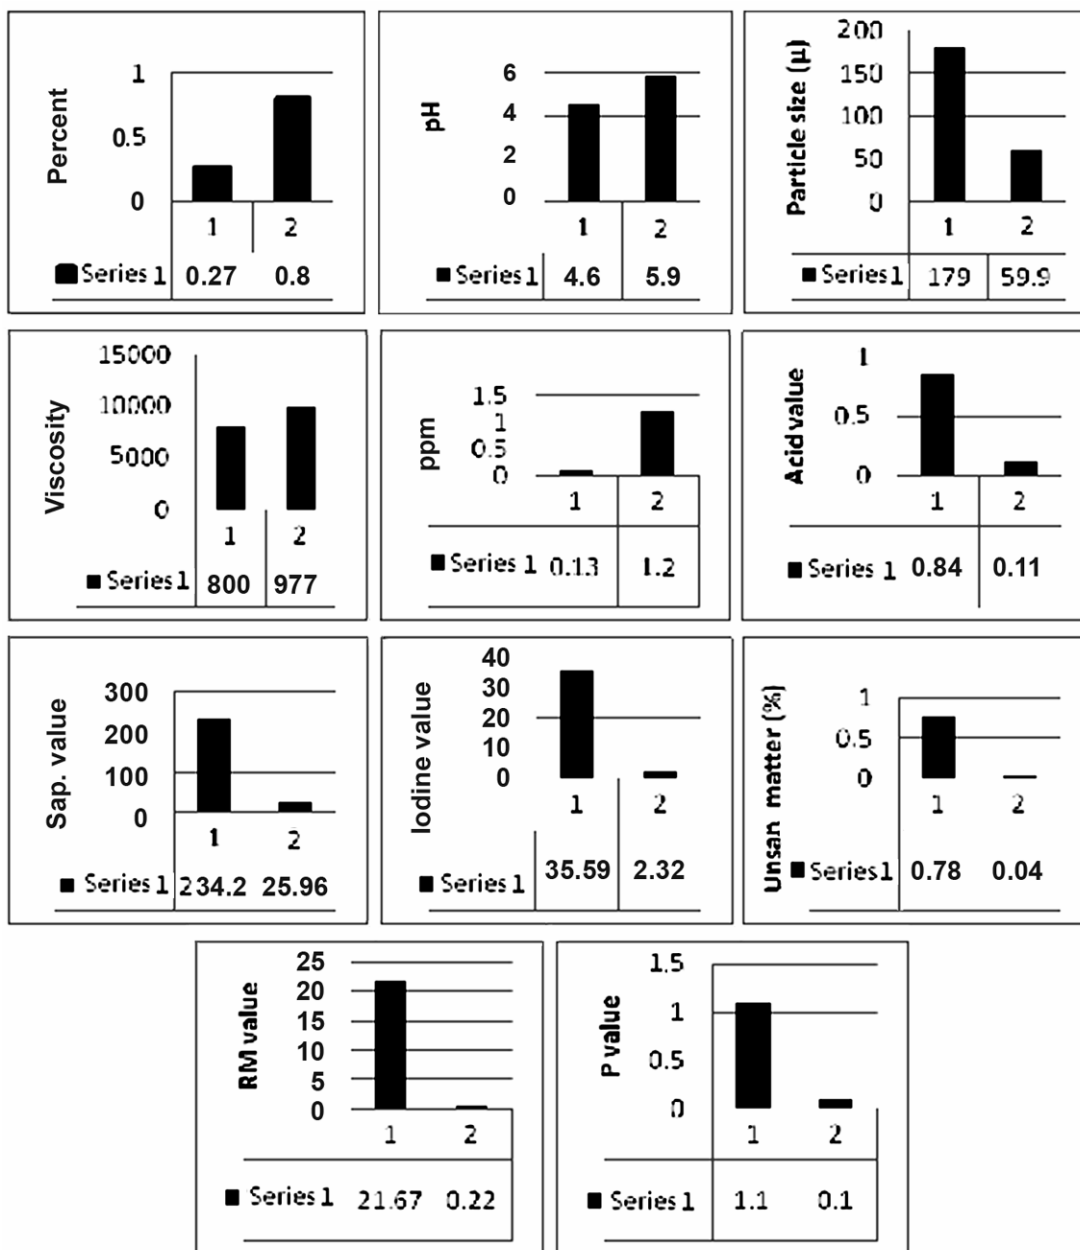 Percent
1
0.5
0
1 2
Series 1 0.27 0.8
pH
6
4
2
0
1 2
Series 1 4.6 5.9
Particle size (µ)
200
150
100
50
0
1 2
Series 1 179 59.9
Viscosity
15000
10000
5000
0
1 2
Series 1 800 977
ppm
1.5
1
0.5
0
1 2
Series 1 0.13 1.2
Acid value
1
0.5
0
1 2
Series 1 0.84 0.11
Sap. value
300
200
100
0
1 2
Series 1 234.2 25.96
Iodine value
40
30
20
10
0
1 2
Series 1 35.59 2.32
Unsan matter (%)
1
0.5
0
1 2
Series 1 0.78 0.04
RM value
25
20
15
10
5
0
1 2
Series 1 21.67 0.22
P value
1.5
1
0.5
0
1 2
Series 1 1.1 0.1